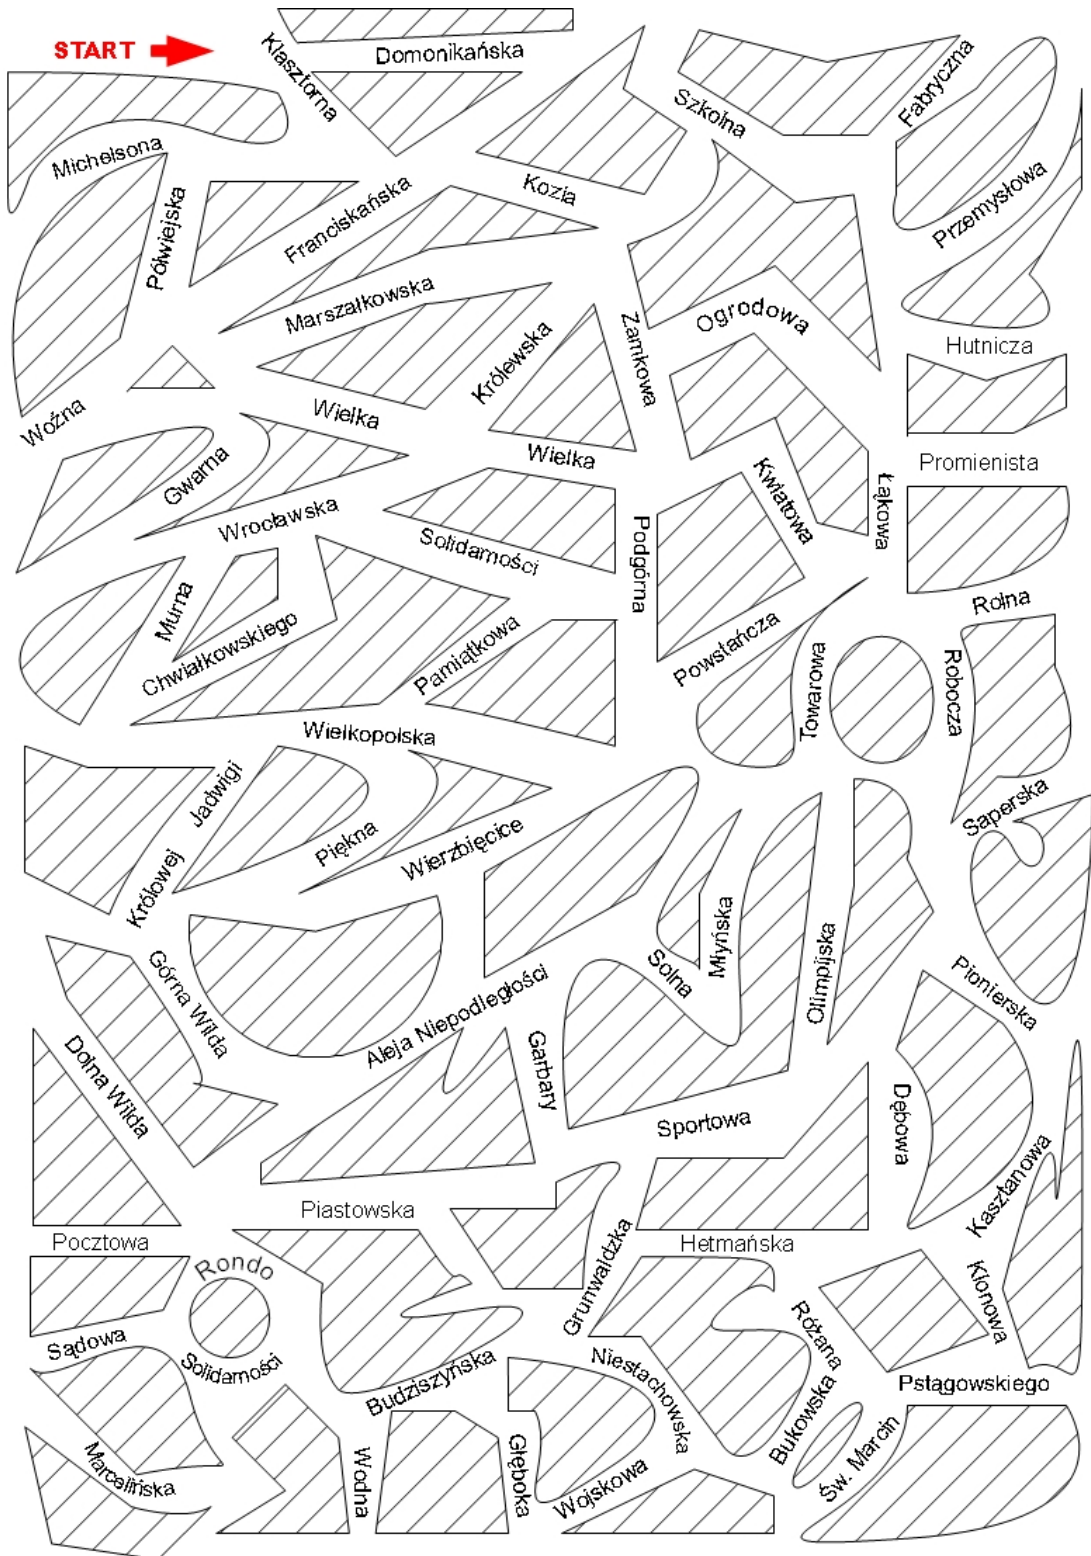 START
Klasztorna
Domonikańska
Szkolna
Fabryczna
Michelsona
Półwiejska
Franciskańska
Kozia
Przemysłowa
Marszałkowska
Królewska
Zamkowa
Ogrodowa
Hutnicza
Woźna
Wielka
Wielka
Gwarna
Wrocławska
Solidarności
Podgórna
Kwiatowa
Łąkowa
Promienista
Murna
Chwiałkowskiego
Pamiątkowa
Powstańcza
Towarowa
Robocza
Rolna
Wielkopolska
Królowej Jadwigi
Piękna
Wierzbięcice
Saperska
Górna Wilda
Dolna Wilda
Aleja Niepodległości
Garbary
Solna
Młyńska
Olimpijska
Pionierska
Sportowa
Dębowa
Kasztanowa
Piastowska
Pocztowa
Hetmańska
Grunwaldzka
Rondo
Solidarności
Sądowa
Klonowa
Różana
Budziszyńska
Niestachowska
Pstągowskiego
Marcelińska
Wodna
Głęboka
Wojskowa
Bukowska
Św. Marcin